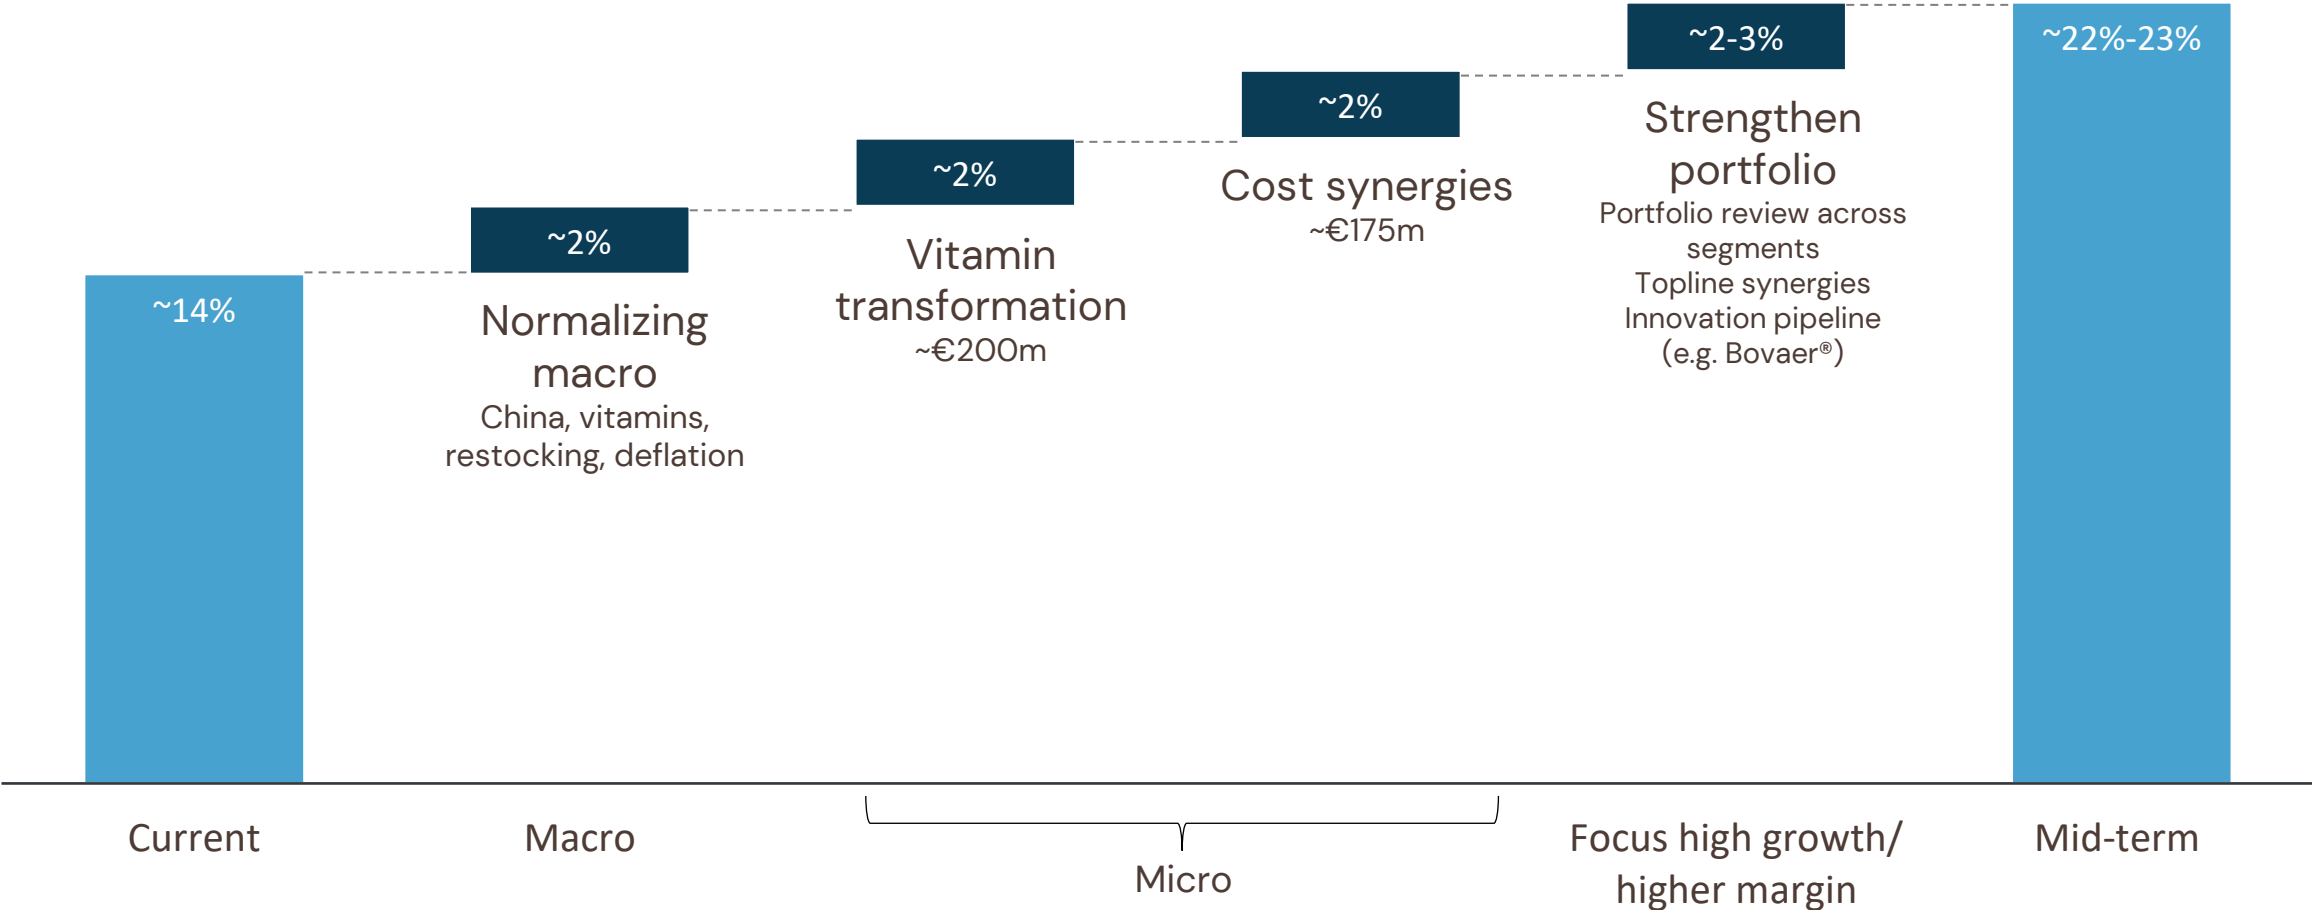 ~14%
~2%
Normalizing
macro
China, vitamins,
restocking, deflation
~2%
Vitamin
transformation
~€200m
~2%
Cost synergies
~€175m
~2-3%
Strengthen
portfolio
Portfolio review across
segments
Topline synergies
Innovation pipeline
(e.g. Bovaer®)
~22%-23%
Current
Macro
Micro
Focus high growth/
higher margin
Mid-term